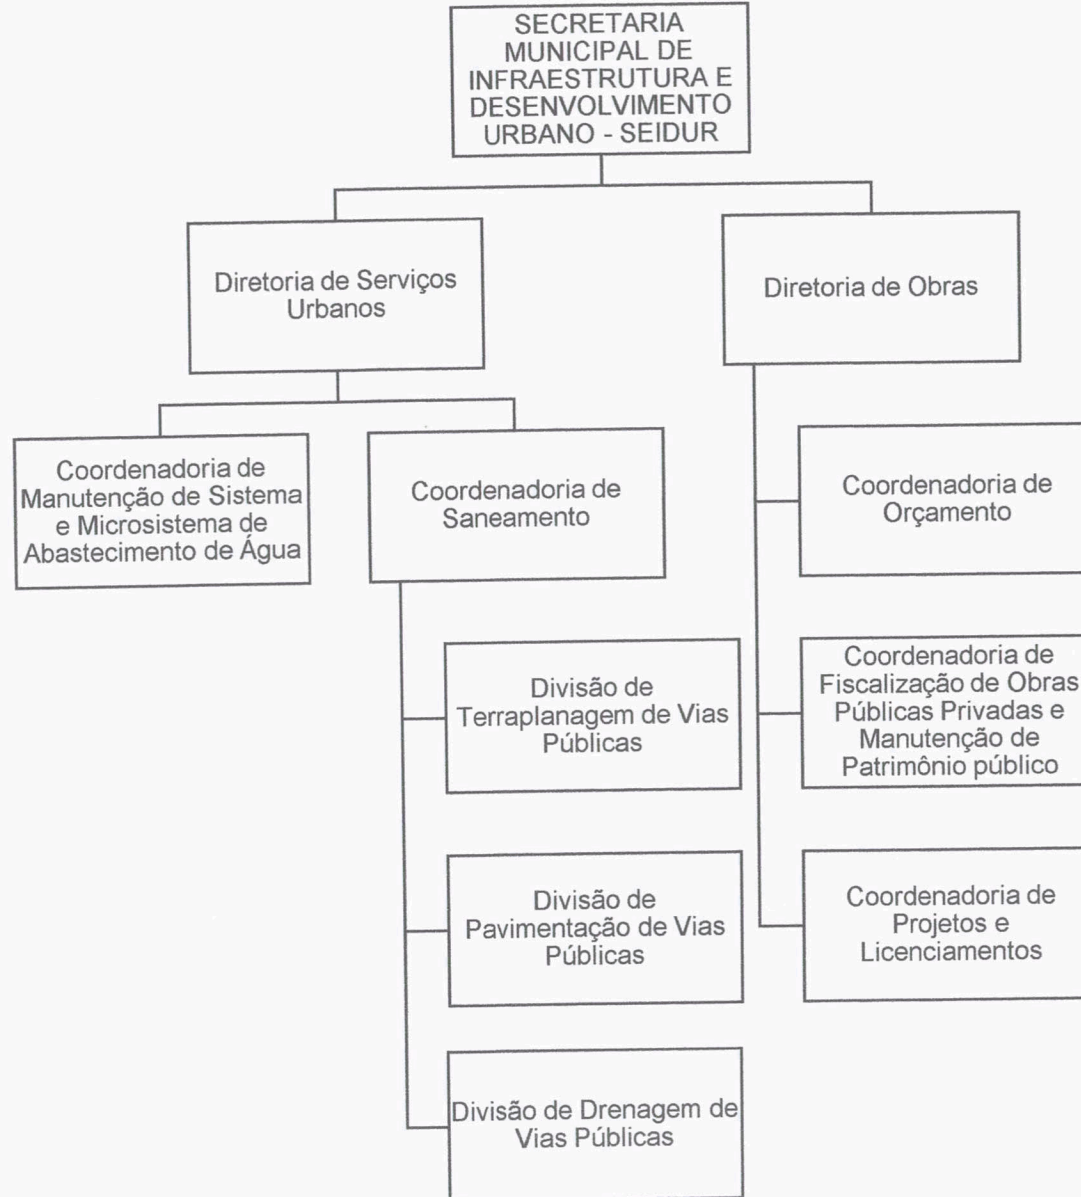 SECRETARIA
MUNICIPAL DE
INFRAESTRUTURA E
DESENVOLVIMENTO
URBANO - SEIDUR
Diretoria de Serviços
Urbanos
Diretoria de Obras
Coordenadoria de
Manutenção de Sistema
e Microsistema de
Abastecimento de Água
Coordenadoria de
Saneamento
Coordenadoria de
Orçamento
Divisão de
Terraplanagem de Vias
Públicas
Coordenadoria de
Fiscalização de Obras
Públicas Privadas e
Manutenção de
Patrimônio público
Divisão de
Pavimentação de Vias
Públicas
Coordenadoria de
Projetos e
Licenciamentos
Divisão de Drenagem de
Vias Públicas